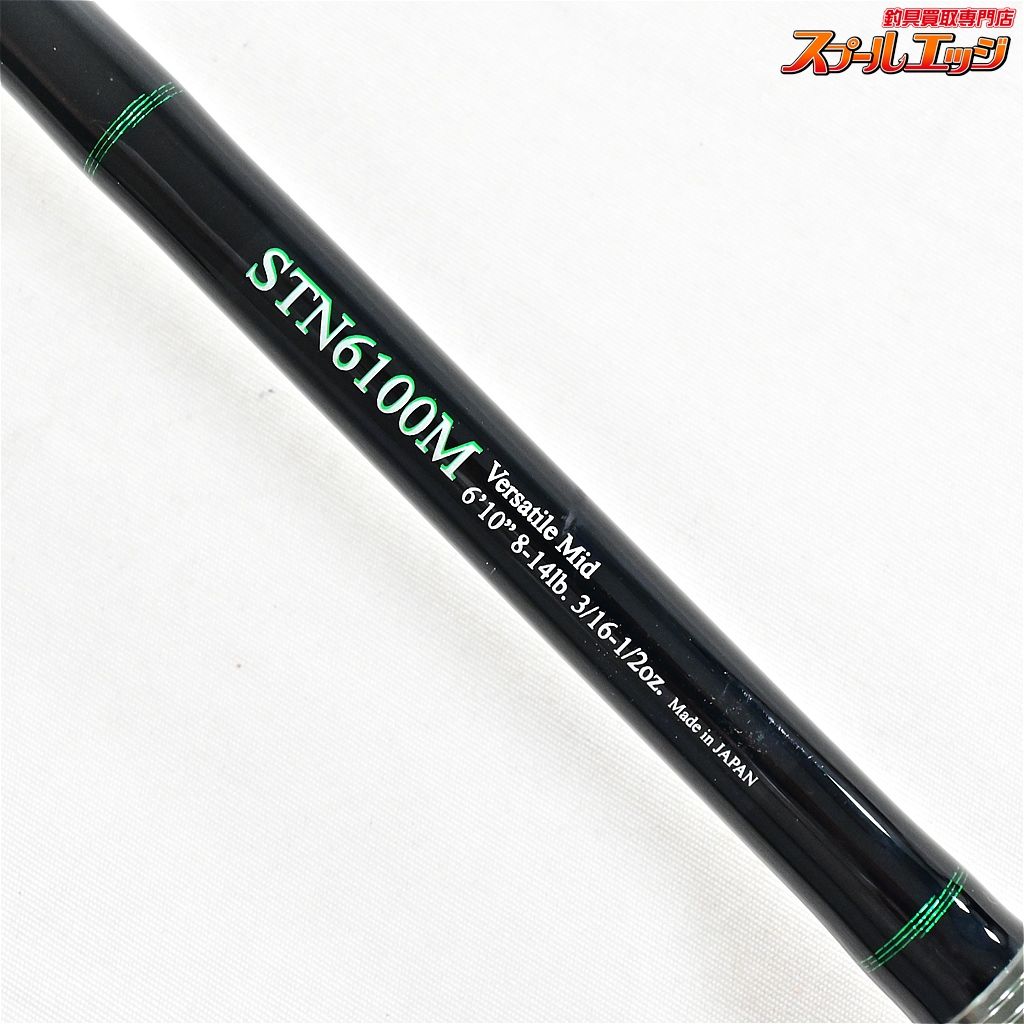 釣具買取専門店
スプールエッジ
STN6100M
Versatile Mid
6'10” 8-14lb. 3/16-1/2oz. Made in JAPAN